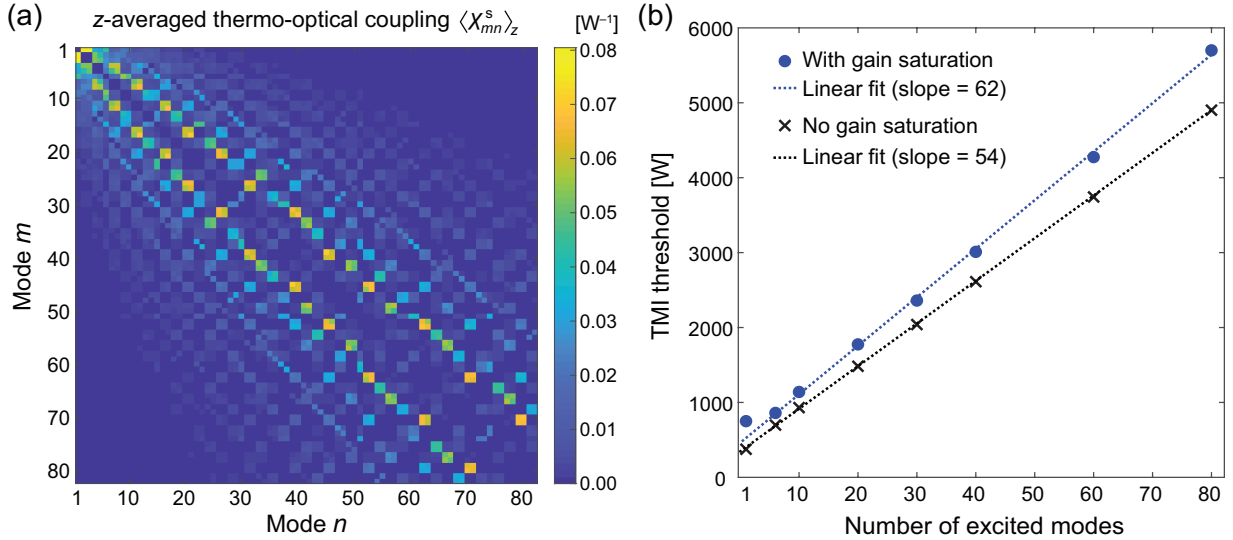 (a)
z-averaged thermo-optical coupling ⟨χˢₘₙ⟩z
[W⁻¹]
1
10
20
30
40
50
60
70
80
Mode m
1 10 20 30 40 50 60 70 80
Mode n
0.08
0.07
0.06
0.05
0.04
0.03
0.02
0.01
0.00
(b)
6000
5000
4000
3000
2000
1000
0
TMI threshold [W]
With gain saturation
Linear fit (slope = 62)
No gain saturation
Linear fit (slope = 54)
1 10 20 30 40 50 60 70 80
Number of excited modes